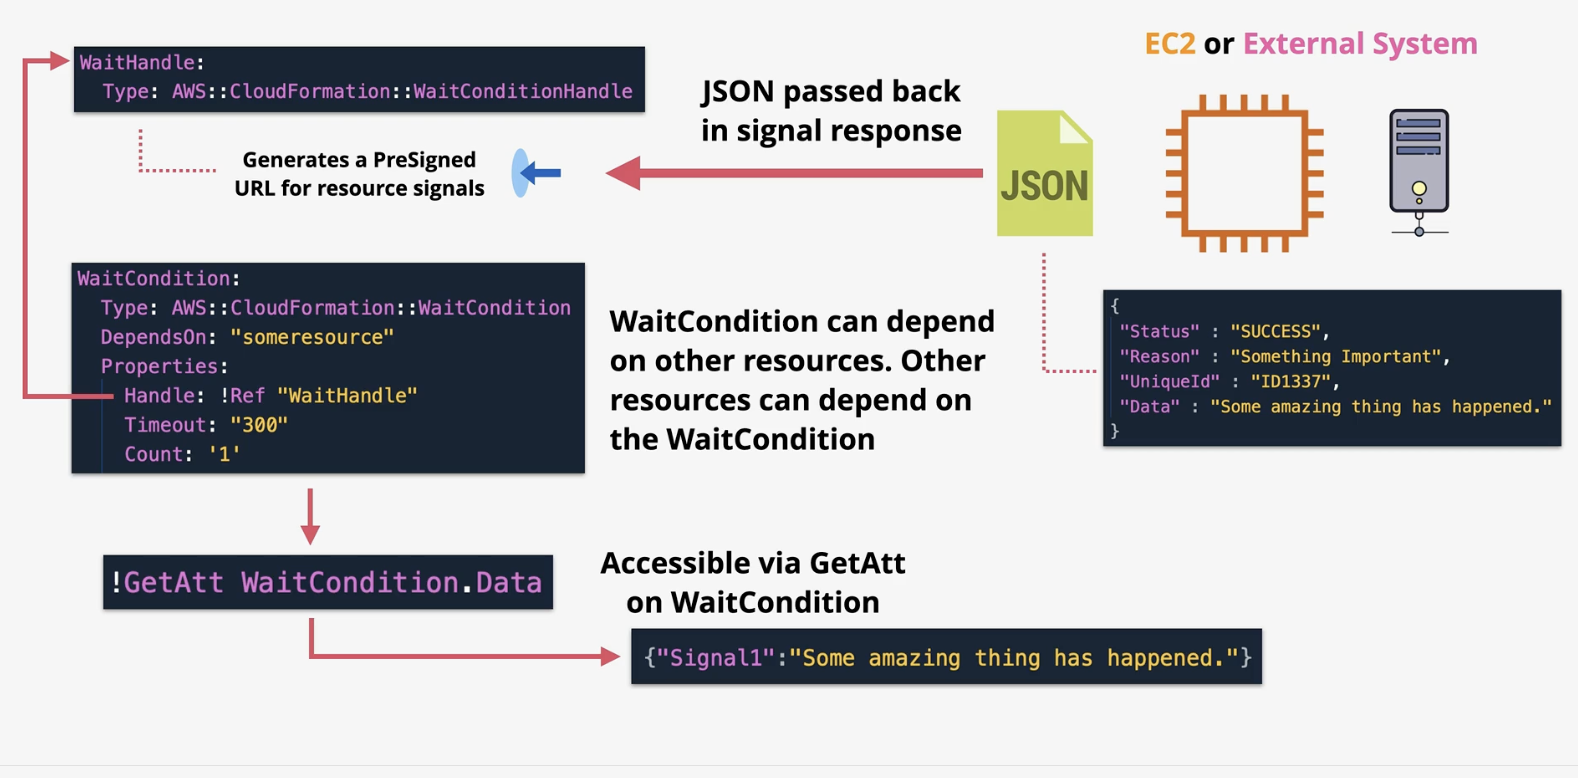 EC2 or External System
WaitHandle:
Type: AWS::CloudFormation::WaitConditionHandle
JSON passed back
in signal response
Generates a PreSigned
URL for resource signals
JSON
WaitCondition:
Type: AWS::CloudFormation::WaitCondition
DependsOn: "someresource"
Properties:
Handle: !Ref "WaitHandle"
Timeout: "300"
Count: '1'
WaitCondition can depend
on other resources. Other
resources can depend on
the WaitCondition
{
"Status" : "SUCCESS",
"Reason" : "Something Important",
"UniqueId" : "ID1337",
"Data" : "Some amazing thing has happened."
}
!GetAtt WaitCondition.Data
Accessible via GetAtt
on WaitCondition
{"Signal1":"Some amazing thing has happened."}